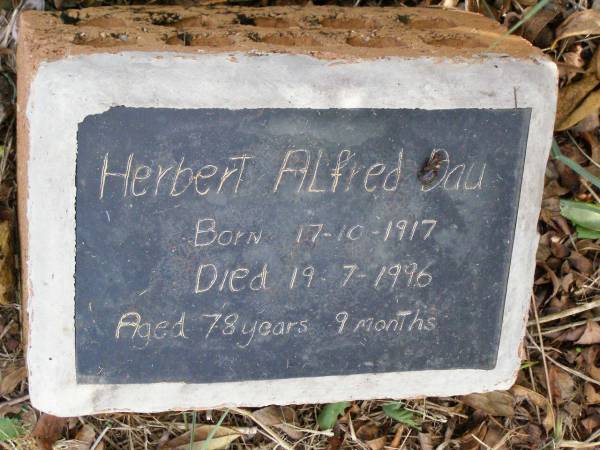 Herbert Alfred Dau
Born 17-10-1917
Died 19-7-1996
Aged 78 years 9 months